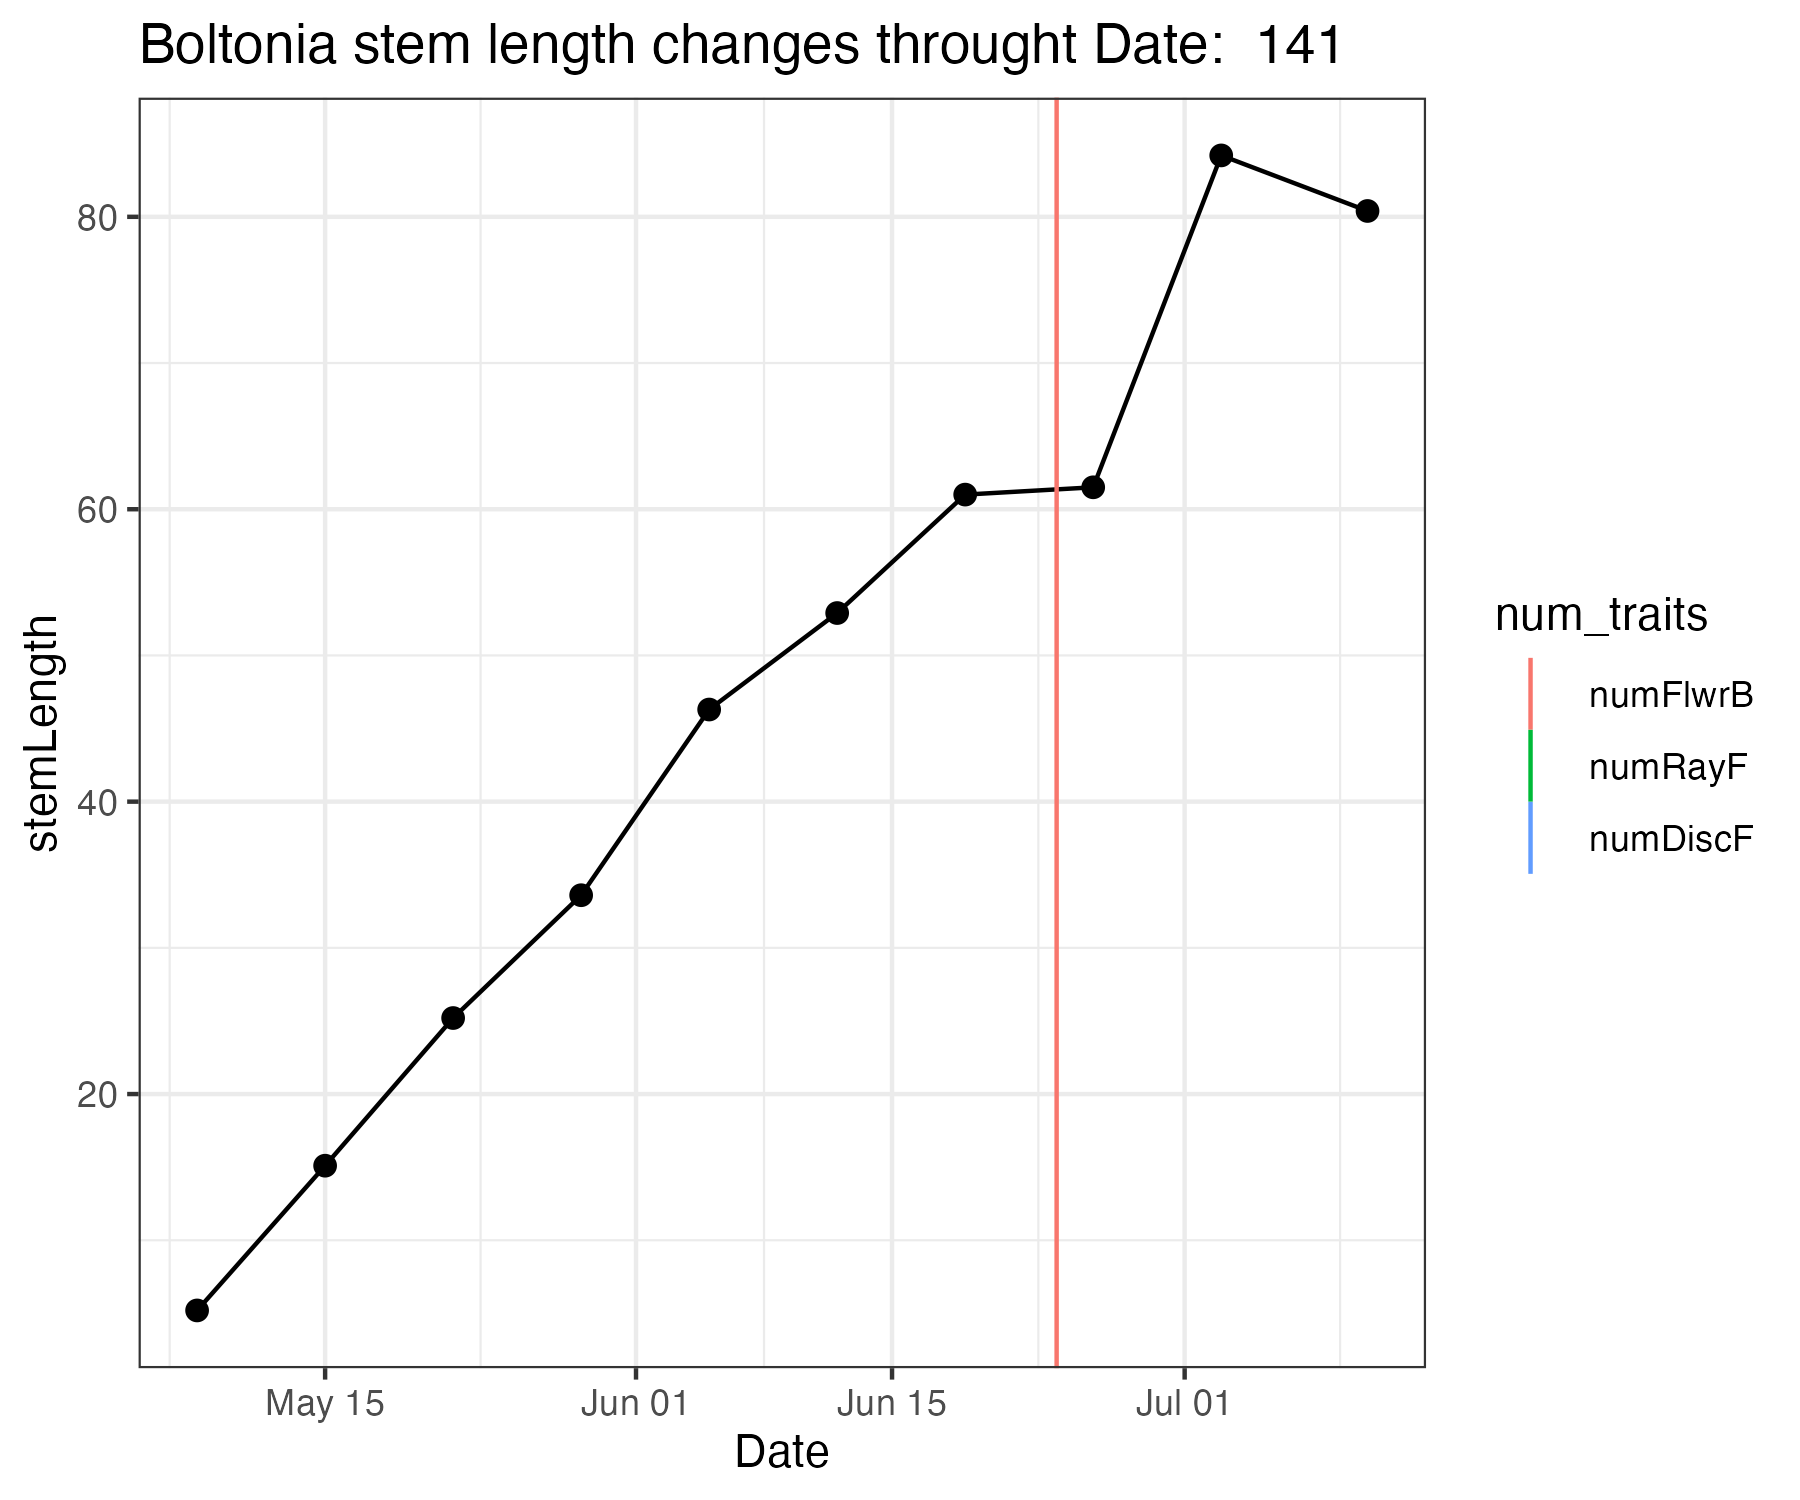 Boltonia stem length changes throught Date:  141
stemLength
80
60
40
20
May 15
Jun 01
Jun 15
Jul 01
Date
num_traits
numFlwrB
numRayF
numDiscF